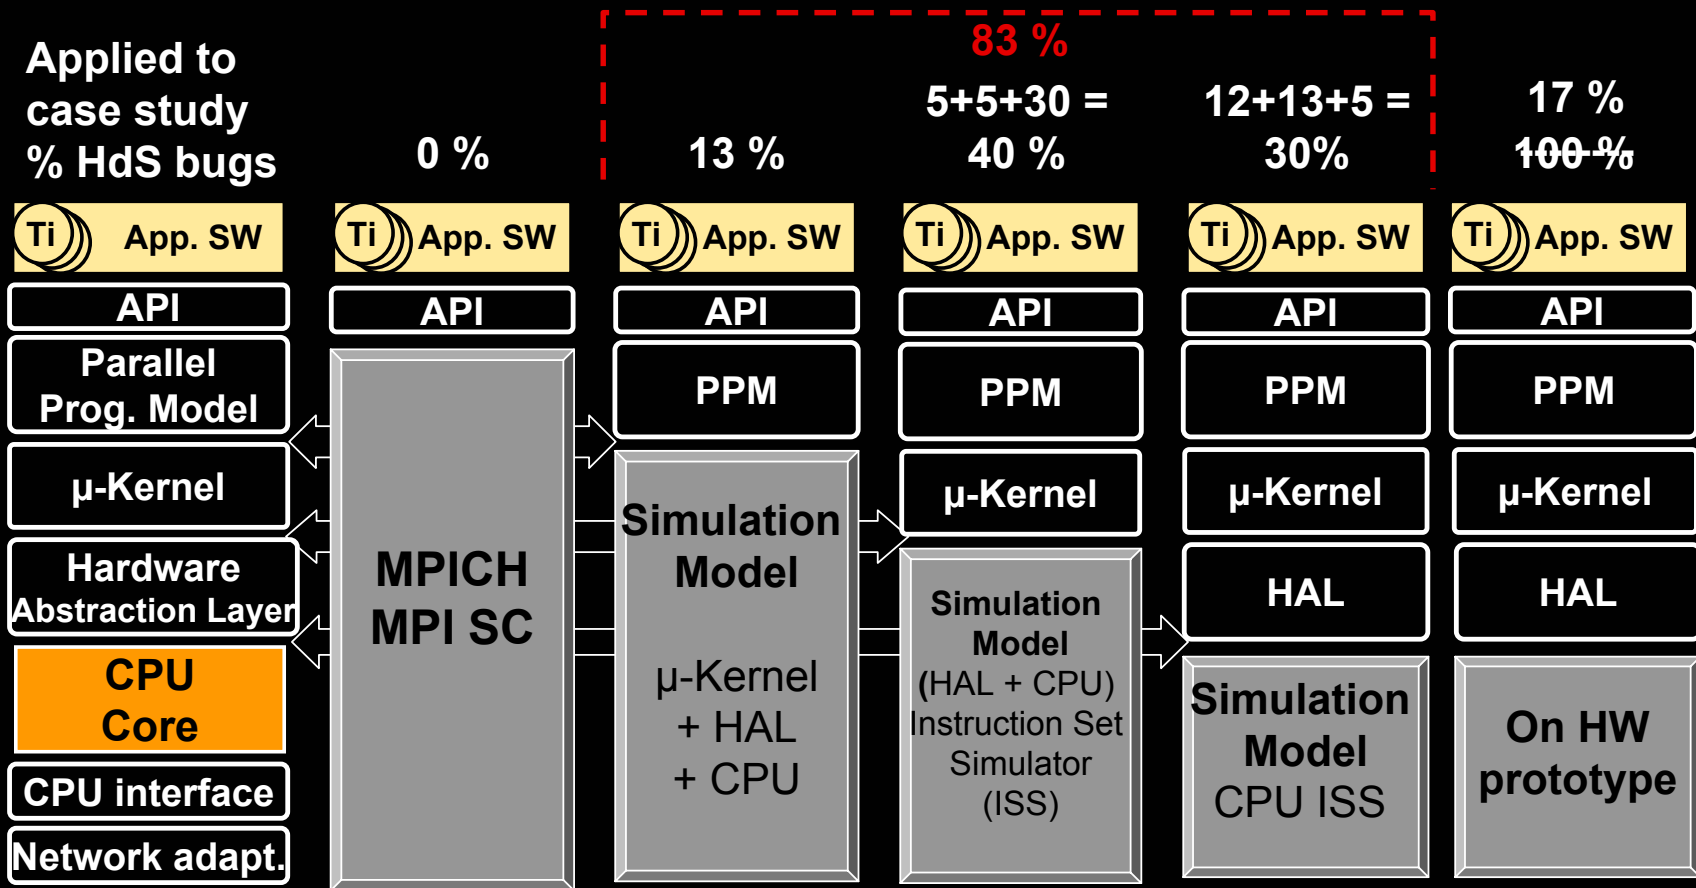 Applied to
case study
% HdS bugs
0 %
13 %
83 %
5+5+30 =
40 %
12+13+5 =
30%
17 %
100 %
Ti App. SW
API
Parallel
Prog. Model
µ-Kernel
Hardware
Abstraction Layer
CPU
Core
CPU interface
Network adapt.
Ti App. SW
API
MPICH
MPI SC
Ti App. SW
API
PPM
Simulation
Model
µ-Kernel
+ HAL
+ CPU
Ti App. SW
API
PPM
µ-Kernel
Simulation
Model
(HAL + CPU)
Instruction Set
Simulator
(ISS)
Ti App. SW
API
PPM
µ-Kernel
HAL
Simulation
Model
CPU ISS
Ti App. SW
API
PPM
µ-Kernel
HAL
On HW
prototype